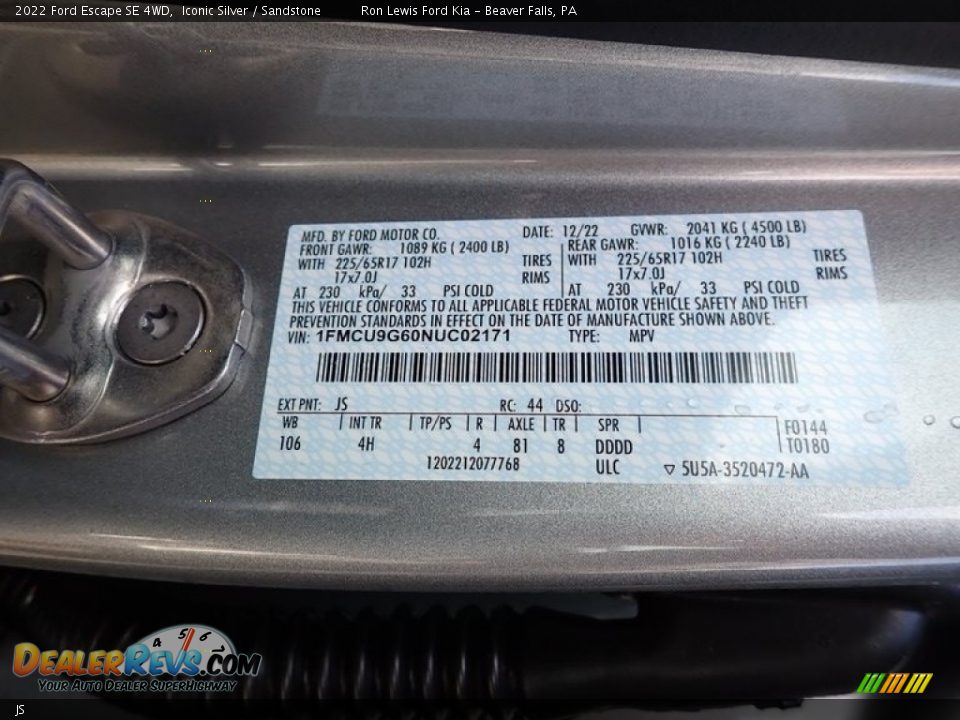 2022 Ford Escape SE 4WD, Iconic Silver / Sandstone Ron Lewis Ford Kia - Beaver Falls, PA
MFD. BY FORD MOTOR CO. DATE: 12/22 GVWR: 2041 KG ( 4500 LB)
FRONT GAWR: 1089 KG ( 2400 LB) REAR GAWR: 1016 KG ( 2240 LB)
WITH 225/65R17 102H TIRES WITH 225/65R17 102H TIRES
17x7.0J RIMS 17x7.0J RIMS
AT 230 kPa/ 33 PSI COLD AT 230 kPa/ 33 PSI COLD
THIS VEHICLE CONFORMS TO ALL APPLICABLE FEDERAL MOTOR VEHICLE SAFETY AND THEFT
PREVENTION STANDARDS IN EFFECT ON THE DATE OF MANUFACTURE SHOWN ABOVE.
VIN: 1FMCU9G60NUC02171 TYPE: MPV
EXT PNT: JS RC: 44 DSO:
WB INT TR TP/PS R AXLE TR SPR F0144
106 4H 4 81 8 DDDD T0180
1202212077768 ULC ▽ 5U5A-3520472-AA
4 5 6
DEALERREVS.COM
YOUR AUTO DEALER SUPERHIGHWAY
JS